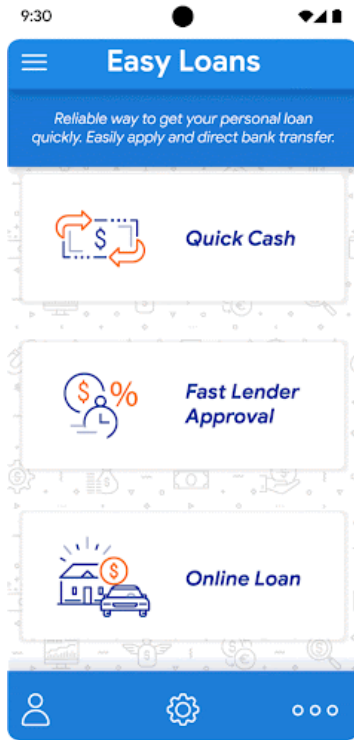 9:30
Easy Loans
Reliable way to get your personal loan
quickly. Easily apply and direct bank transfer.
$
Quick Cash
$ %
Fast Lender
Approval
$
Online Loan